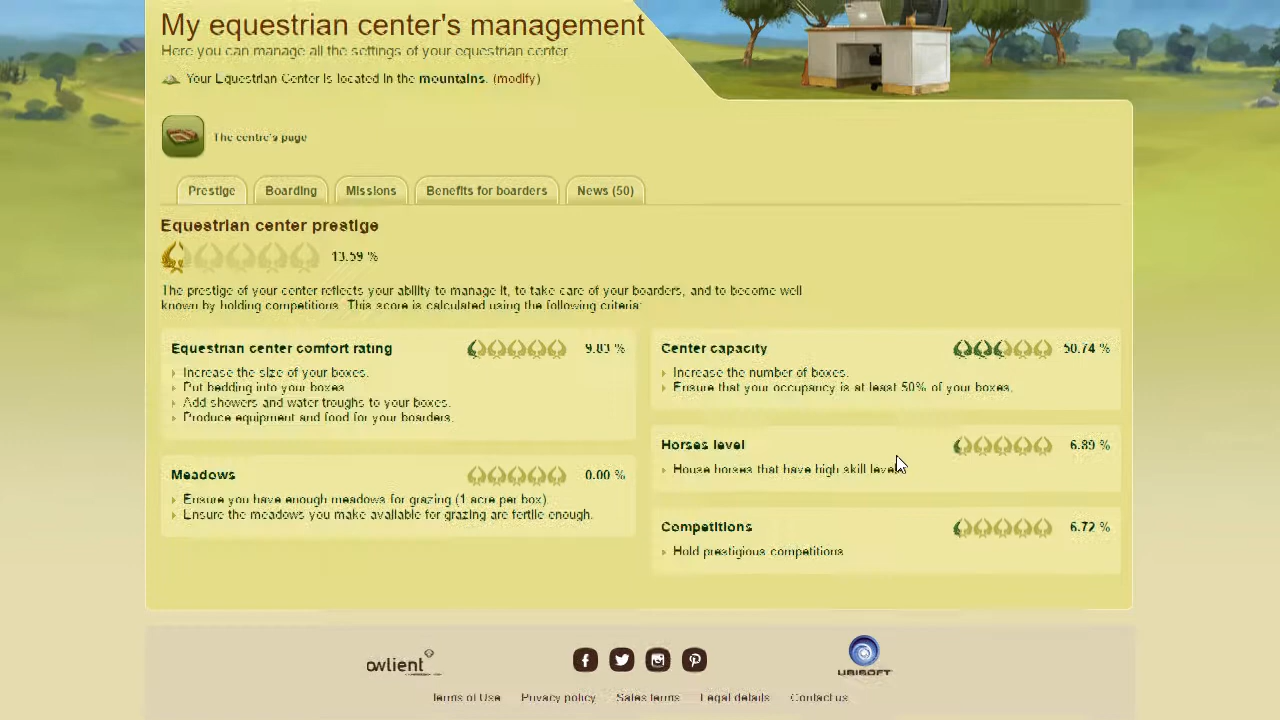 My equestrian center's management
Here you can manage all the settings of your equestrian center
Your Equestrian Center is located in the mountains. (modify)
The centre's page
Prestige
Boarding
Missions
Benefits for boarders
News (50)
Equestrian center prestige
13.59 %
The prestige of your center reflects your ability to manage it, to take care of your boarders, and to become well
known by holding competitions. This score is calculated using the following criteria:
Equestrian center comfort rating 9.83 %
Increase the size of your boxes.
Put bedding into your boxes
Add showers and water troughs to your boxes.
Produce equipment and food for your boarders.
Meadows 0.00 %
Ensure you have enough meadows for grazing (1 acre per box).
Ensure the meadows you make available for grazing are fertile enough.
Center capacity 50.74 %
Increase the number of boxes.
Ensure that your occupancy is at least 50% of your boxes.
Horses level 6.89 %
House horses that have high skill levels
Competitions 6.72 %
Hold prestigious competitions
owlient
UBISOFT
Terms of Use
Privacy policy
Sales terms
Legal details
Contact us